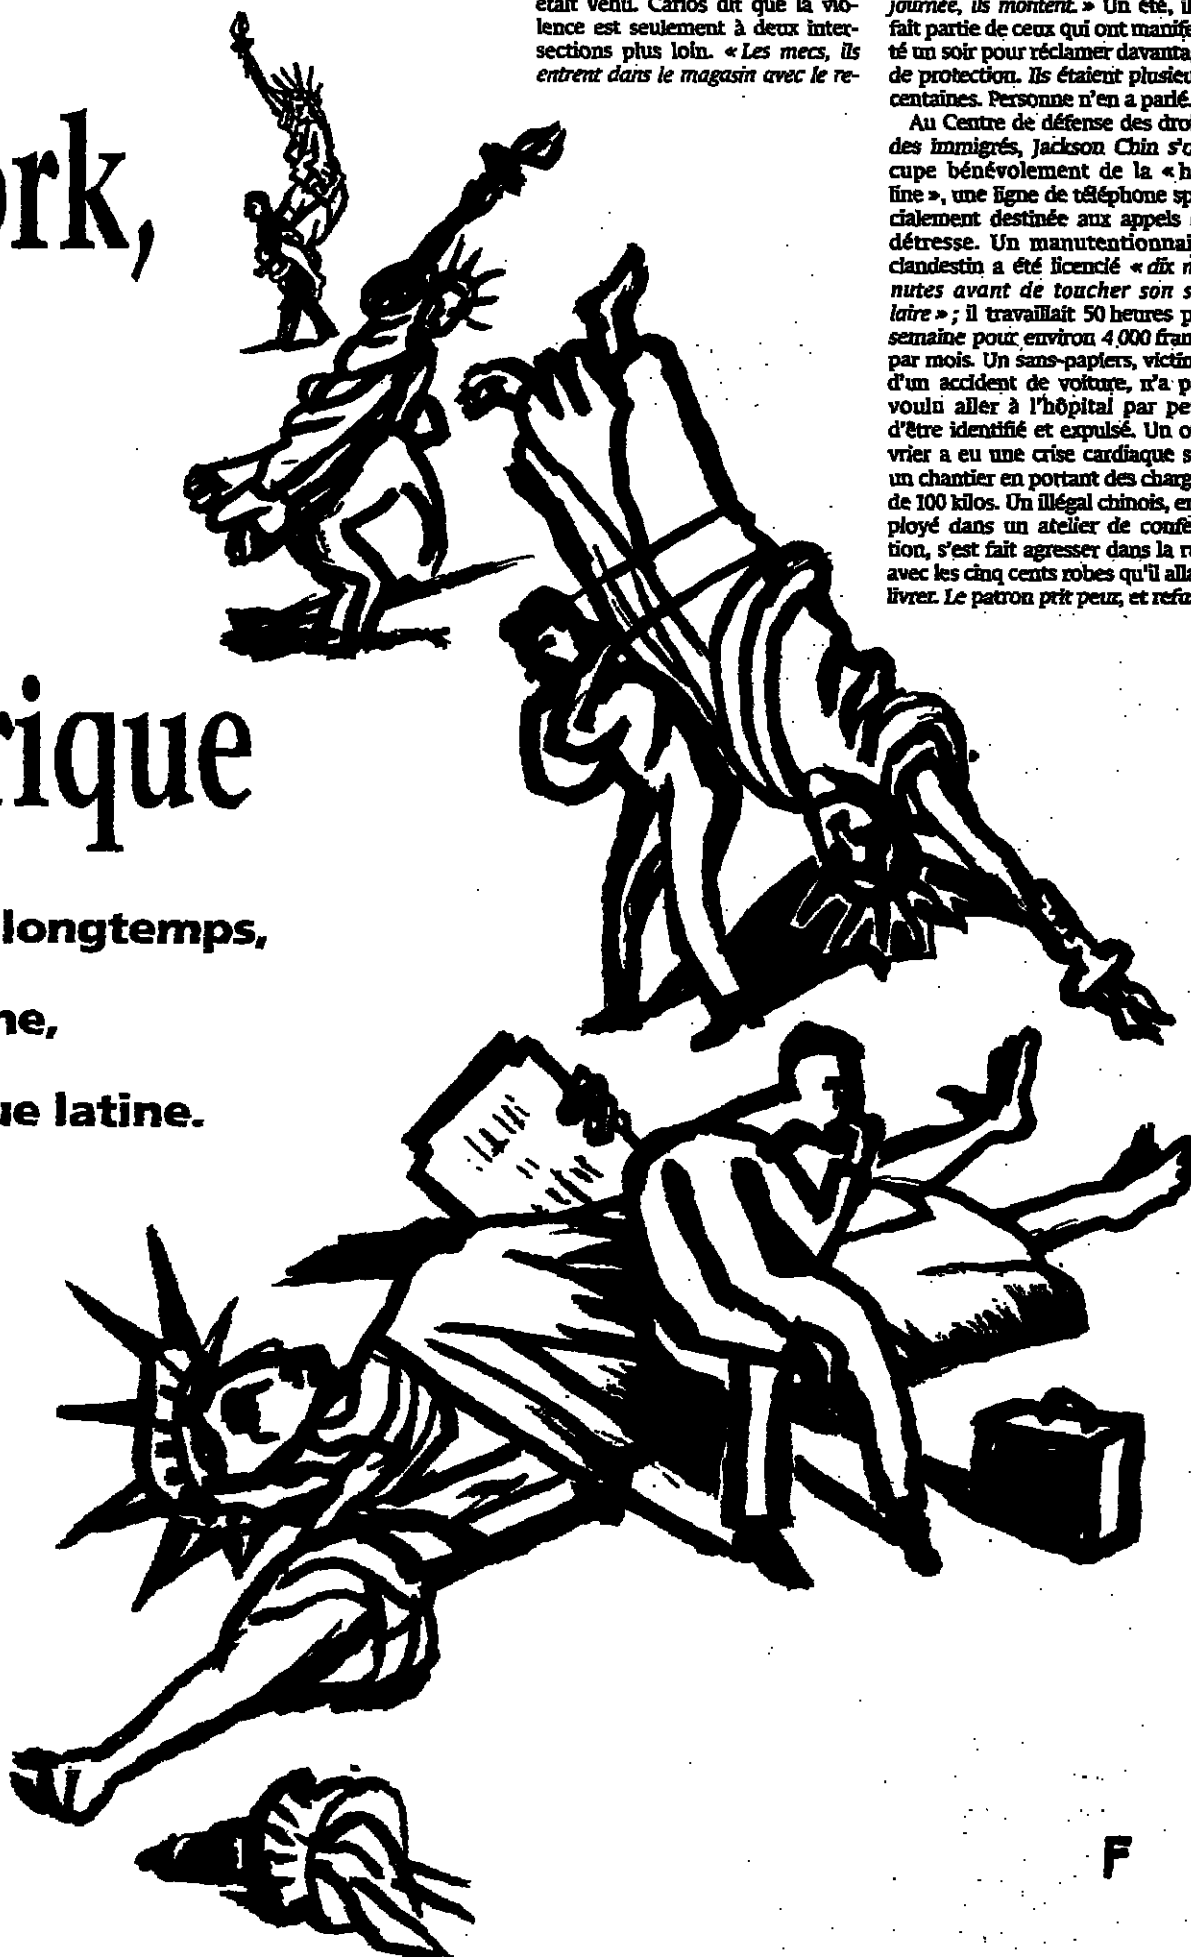 ork,
rique
longtemps,
ne,
ue latine.
était venu. Carlos dit que la vio-
lence est seulement à deux inter-
sections plus loin. « Les mecs, ils
entrent dans le magasin avec le re-
journée, ils montent. » Un été, il
fait partie de ceux qui ont manife
té un soir pour réclamer davanta
de protection. Ils étaient plusieu
centaines. Personne n'en a parlé.
Au Centre de défense des dro
des immigrés, Jackson Chin s'o
cupe bénévolement de la « h
line », une ligne de téléphone sp
cialement destinée aux appels
détresse. Un manutentionnai
clandestin a été licencié « dix n
nutes avant de toucher son s
laire » ; il travaillait 50 heures p
semaine pour environ 4 000 fran
par mois. Un sans-papiers, victin
d'un accident de voiture, n'a p
voulu aller à l'hôpital par pe
d'être identifié et expulsé. Un o
vrier a eu une crise cardiaque s
un chantier en portant des charg
de 100 kilos. Un illégal chinois, en
ployé dans un atelier de confe
tion, s'est fait agresser dans la ru
avec les cinq cents robes qu'il alla
livrer. Le patron prit peur, et refu
F